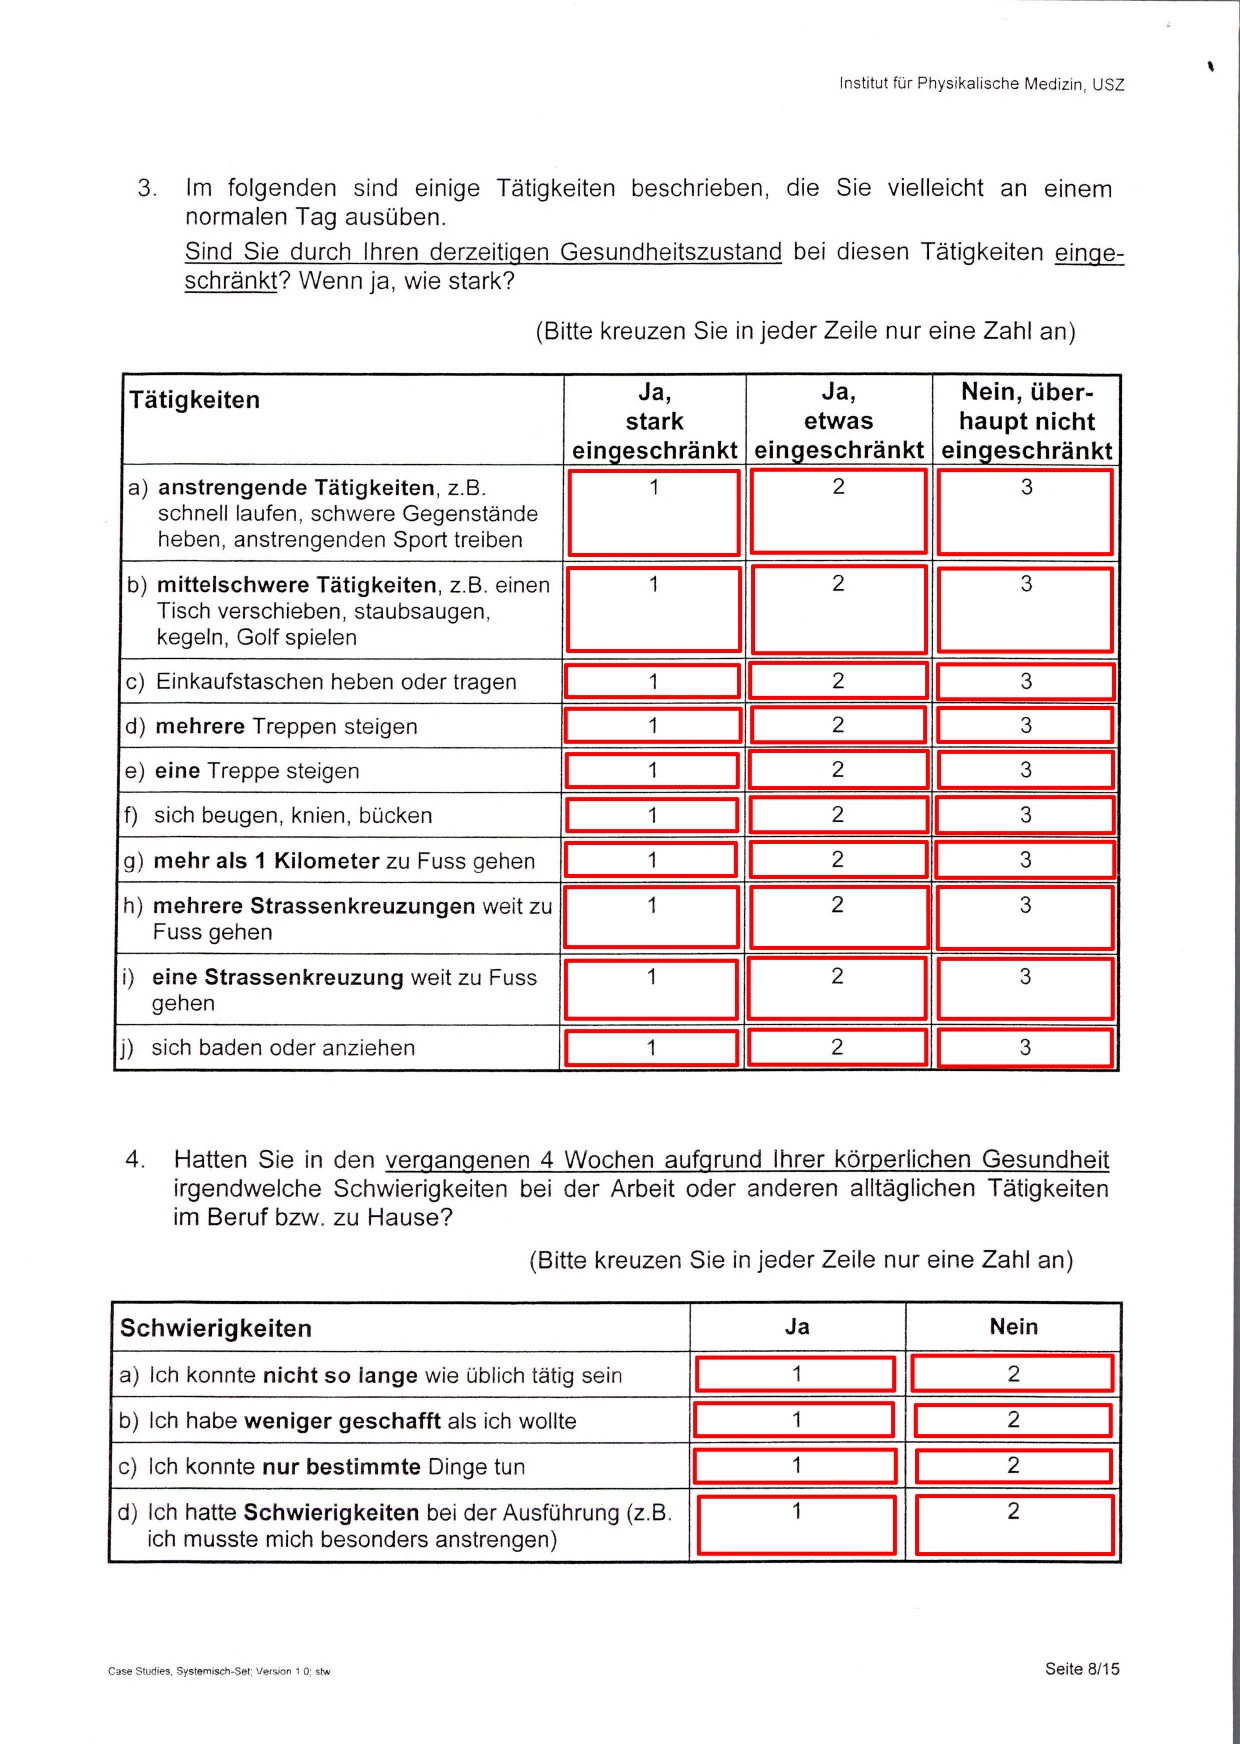 Institut für Physikalische Medizin, USZ
3. Im folgenden sind einige Tätigkeiten beschrieben, die Sie vielleicht an einem
normalen Tag ausüben.
Sind Sie durch Ihren derzeitigen Gesundheitszustand bei diesen Tätigkeiten einge-
schränkt? Wenn ja, wie stark?
(Bitte kreuzen Sie in jeder Zeile nur eine Zahl an)
Tätigkeiten
Ja,
stark
eingeschränkt
Ja,
etwas
eingeschränkt
Nein, über-
haupt nicht
eingeschränkt
a) anstrengende Tätigkeiten, z.B. 1 2 3
schnell laufen, schwere Gegenstände
heben, anstrengenden Sport treiben
b) mittelschwere Tätigkeiten, z.B. einen 1 2 3
Tisch verschieben, staubsaugen,
kegeln, Golf spielen
c) Einkaufstaschen heben oder tragen 1 2 3
d) mehrere Treppen steigen 1 2 3
e) eine Treppe steigen 1 2 3
f) sich beugen, knien, bücken 1 2 3
g) mehr als 1 Kilometer zu Fuss gehen 1 2 3
h) mehrere Strassenkreuzungen weit zu 1 2 3
Fuss gehen
i) eine Strassenkreuzung weit zu Fuss 1 2 3
gehen
j) sich baden oder anziehen 1 2 3
4. Hatten Sie in den vergangenen 4 Wochen aufgrund Ihrer körperlichen Gesundheit
irgendwelche Schwierigkeiten bei der Arbeit oder anderen alltäglichen Tätigkeiten
im Beruf bzw. zu Hause?
(Bitte kreuzen Sie in jeder Zeile nur eine Zahl an)
Schwierigkeiten Ja Nein
a) Ich konnte nicht so lange wie üblich tätig sein 1 2
b) Ich habe weniger geschafft als ich wollte 1 2
c) Ich konnte nur bestimmte Dinge tun 1 2
d) Ich hatte Schwierigkeiten bei der Ausführung (z.B. 1 2
ich musste mich besonders anstrengen)
Case Studies, Systemisch-Set; Version 1 0; stw
Seite 8/15